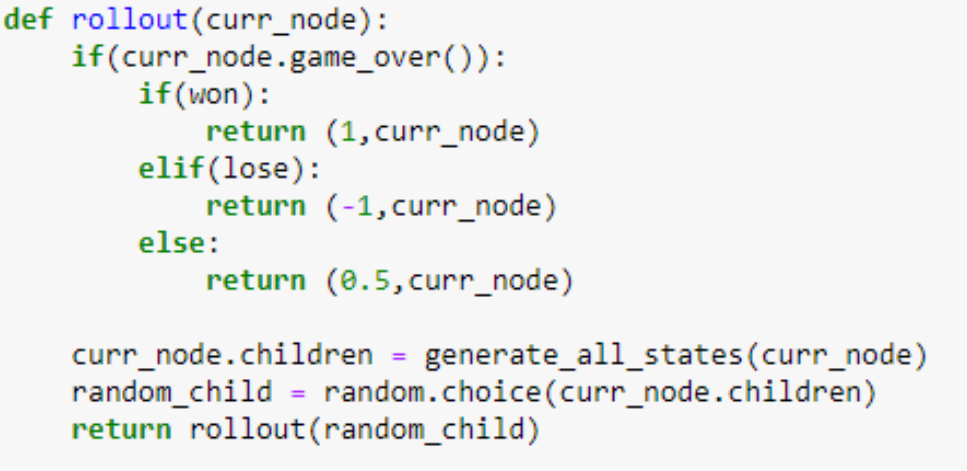 def rollout(curr_node):
    if(curr_node.game_over()):
        if(won):
            return (1,curr_node)
        elif(lose):
            return (-1,curr_node)
        else:
            return (0.5,curr_node)

    curr_node.children = generate_all_states(curr_node)
    random_child = random.choice(curr_node.children)
    return rollout(random_child)